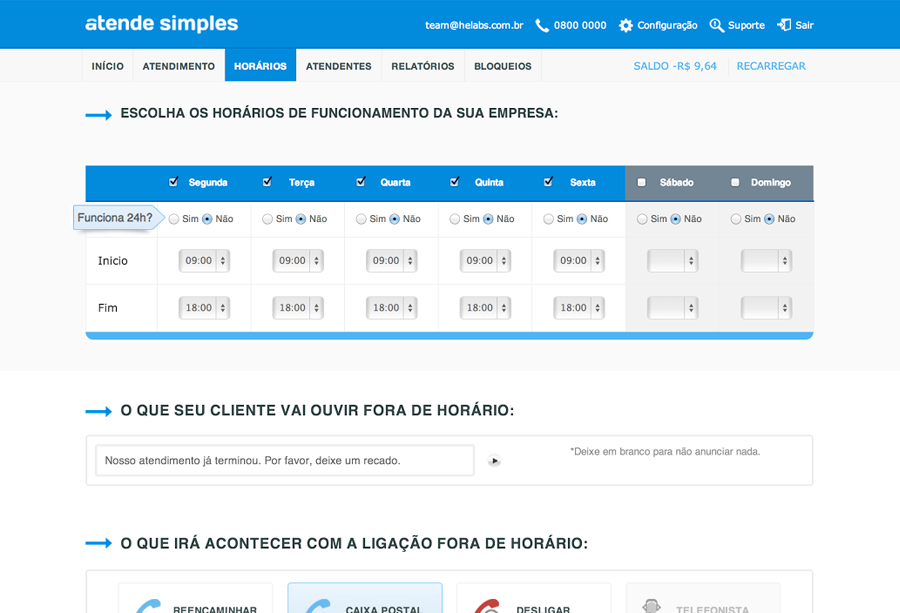 atende simples
team@helabs.com.br 0800 0000 Configuração Suporte Sair
INÍCIO ATENDIMENTO HORÁRIOS ATENDENTES RELATÓRIOS BLOQUEIOS SALDO -R$ 9,64 RECARREGAR
ESCOLHA OS HORÁRIOS DE FUNCIONAMENTO DA SUA EMPRESA:
Segunda Terça Quarta Quinta Sexta Sábado Domingo
Funciona 24h? Sim Não Sim Não Sim Não Sim Não Sim Não Sim Não Sim Não
Inicio 09:00 09:00 09:00 09:00 09:00
Fim 18:00 18:00 18:00 18:00 18:00
O QUE SEU CLIENTE VAI OUVIR FORA DE HORÁRIO:
Nosso atendimento já terminou. Por favor, deixe um recado. *Deixe em branco para não anunciar nada.
O QUE IRÁ ACONTECER COM A LIGAÇÃO FORA DE HORÁRIO:
REENCAMINHAR CAIXA POSTAL DESLIGAR TELEFONISTA